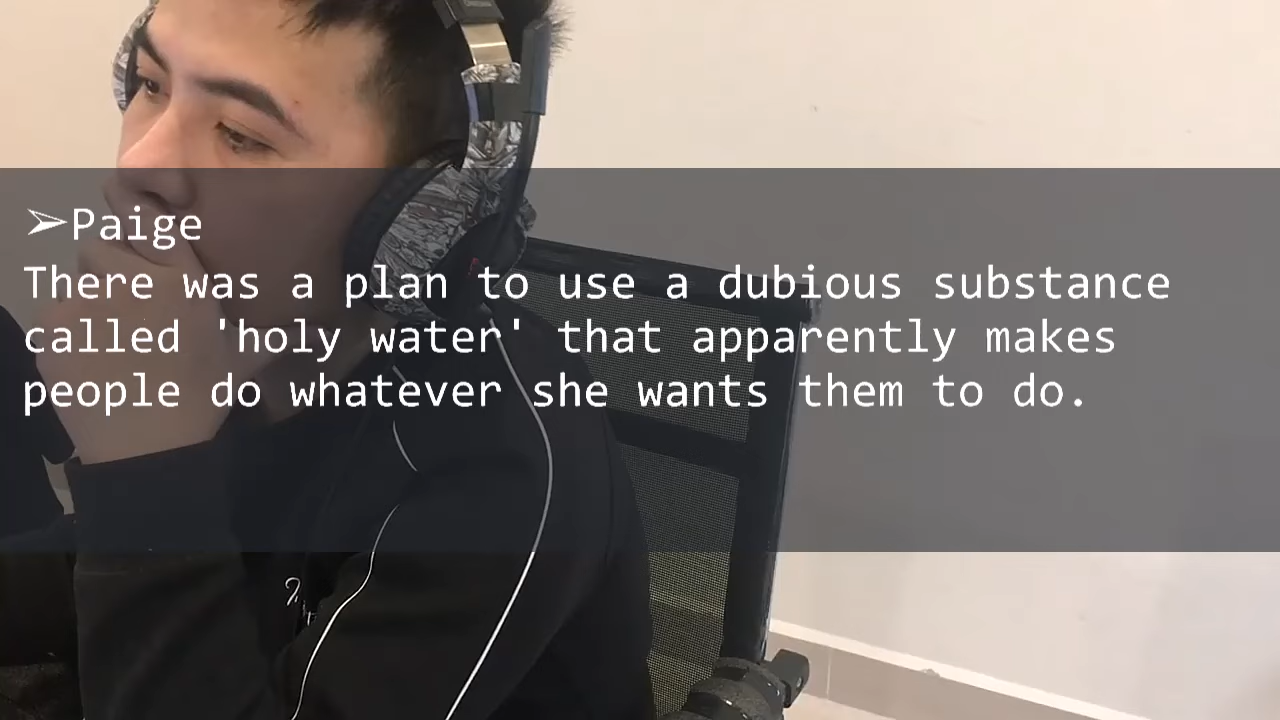 ➢Paige
There was a plan to use a dubious substance
called 'holy water' that apparently makes
people do whatever she wants them to do.